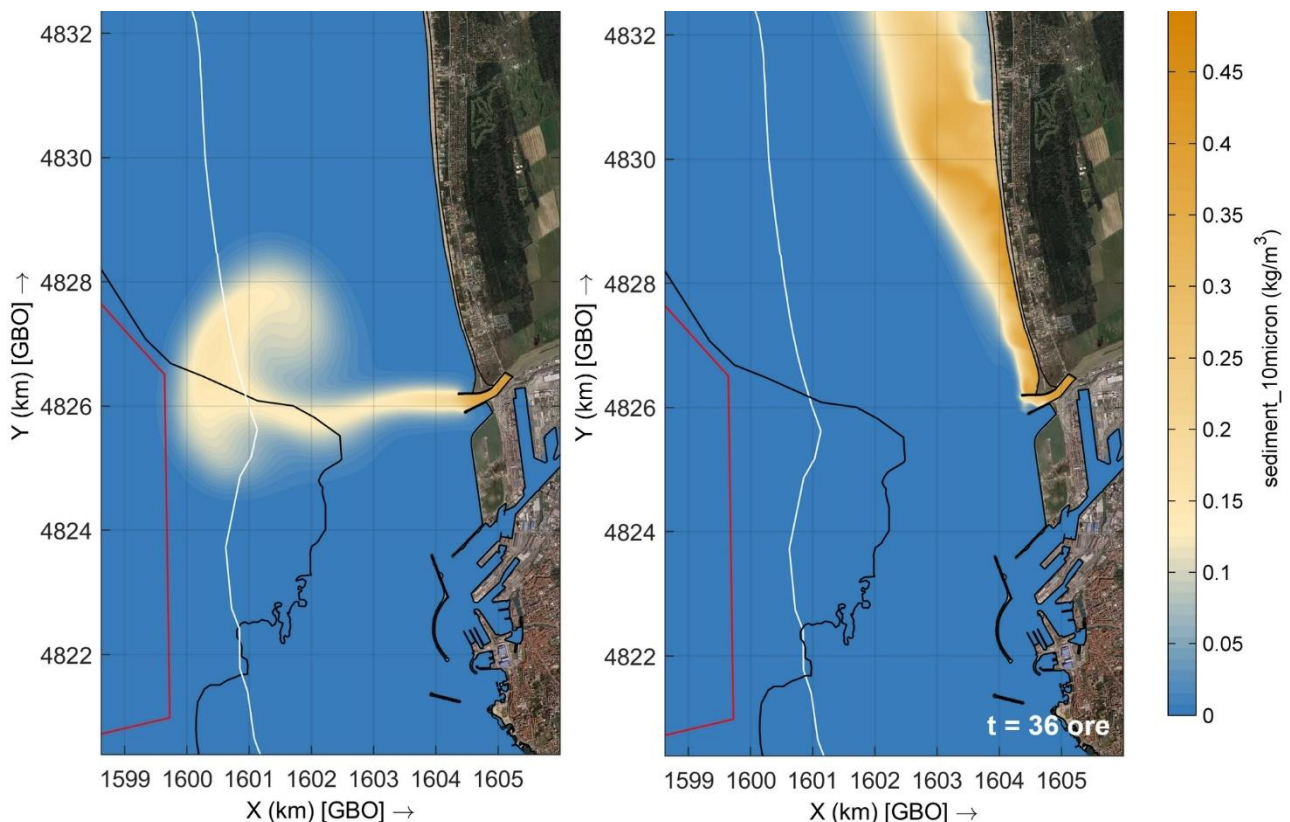 4832
4830
4828
4826
4824
4822
Y (km) [GBO] →
1599 1600 1601 1602 1603 1604 1605
X (km) [GBO] →
4832
4830
4828
4826
4824
4822
Y (km) [GBO] →
t = 36 ore
1599 1600 1601 1602 1603 1604 1605
X (km) [GBO] →
0.45
0.4
0.35
0.3
0.25
0.2
0.15
0.1
0.05
0
sediment_10micron (kg/m³)